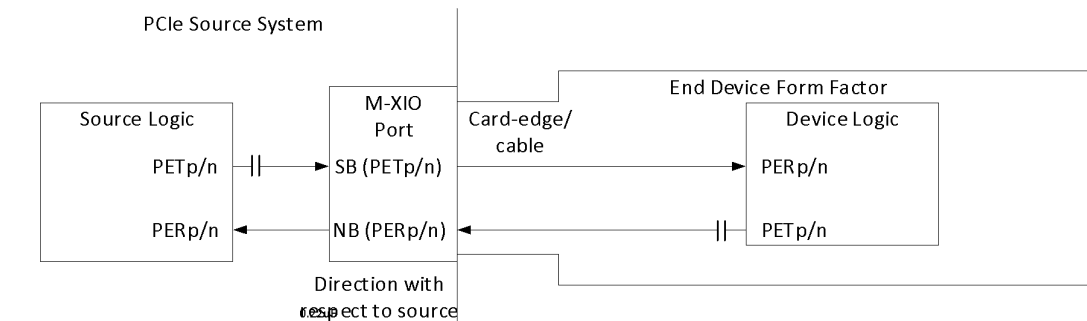 PCIe Source System
End Device Form Factor
M-XIO
Port
Source Logic
Card-edge/
cable
Device Logic
PETp/n
SB (PETp/n)
PERp/n
PERp/n
NB (PERp/n)
PETp/n
Direction with
respect to source